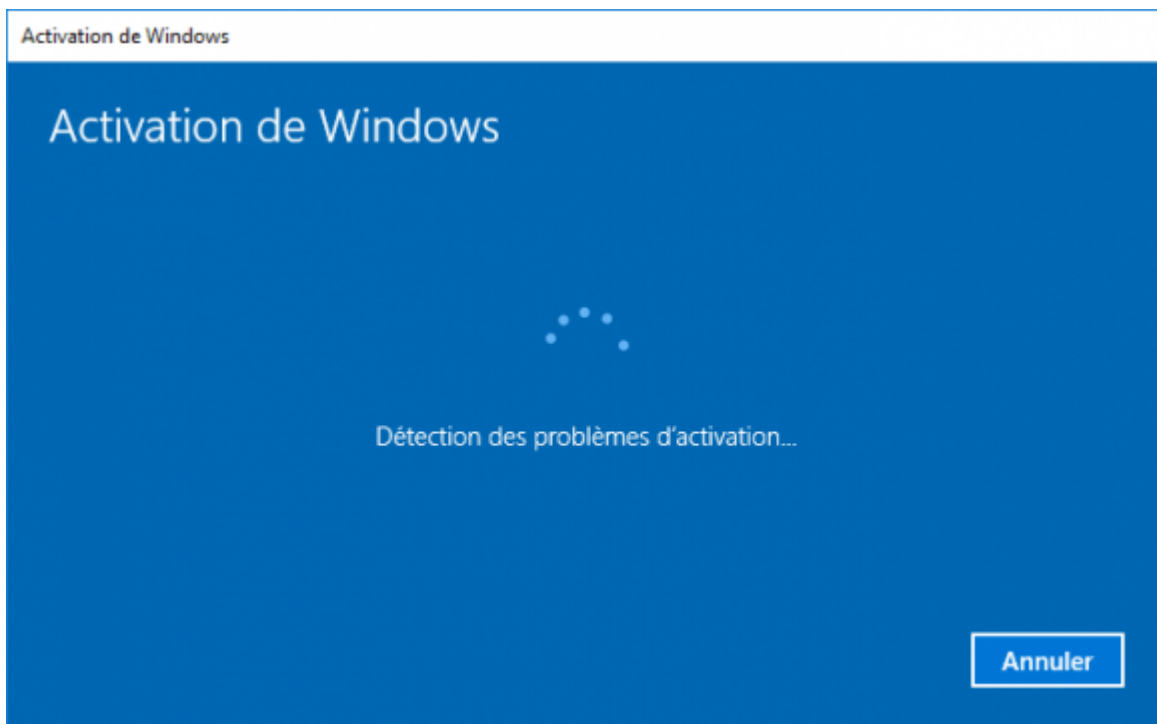 Activation de Windows
Activation de Windows
Détection des problèmes d'activation...
Annuler